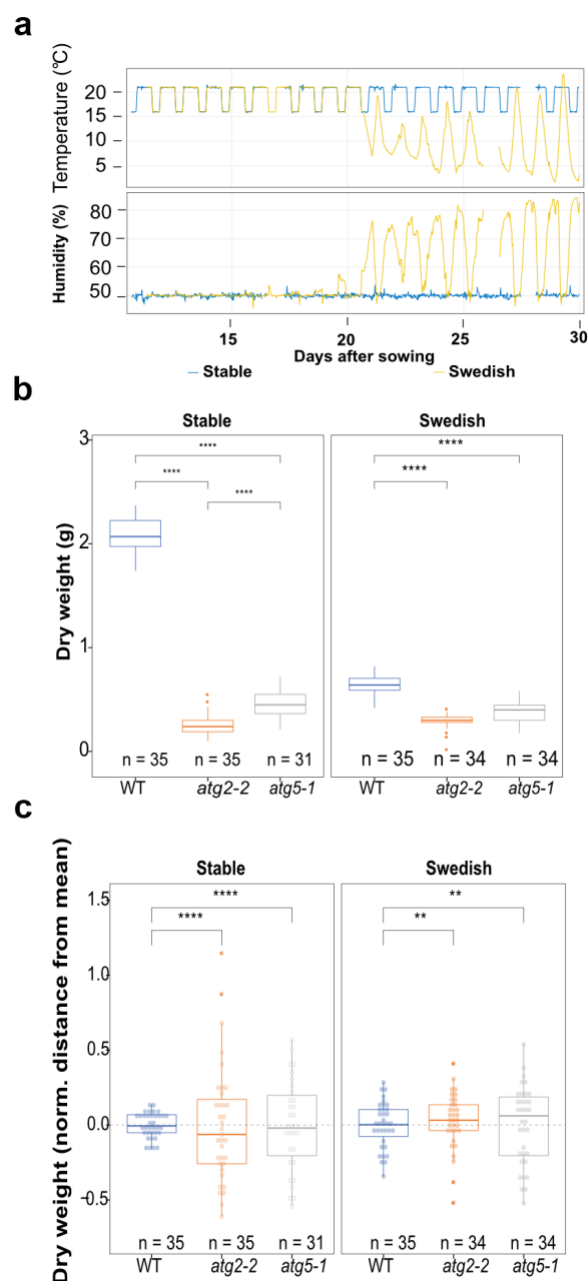 a
Temperature (°C)
20
15
10
5
Humidity (%)
80
70
60
50
15 20 25 30
Days after sowing
Stable Swedish
b
Stable Swedish
Dry weight (g)
3
2
1
0
**** ****
**** **** ****
n = 35 n = 35 n = 31 n = 35 n = 34 n = 34
WT atg2-2 atg5-1 WT atg2-2 atg5-1
c
Stable Swedish
Dry weight (norm. distance from mean)
1.5
1.0
0.5
0.0
−0.5
**** **
**** **
n = 35 n = 35 n = 31 n = 35 n = 34 n = 34
WT atg2-2 atg5-1 WT atg2-2 atg5-1